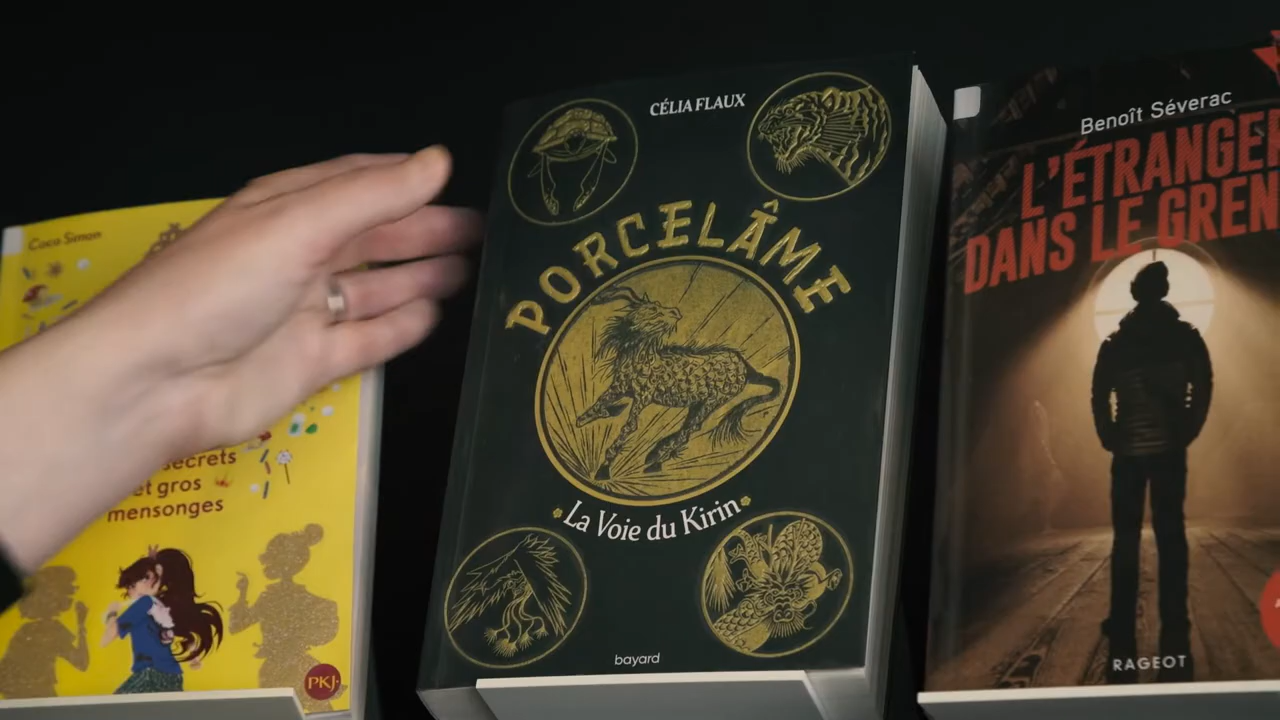 Coco Simon
secrets
et gros
mensonges
PKJ.
CÉLIA FLAUX
PORCELÂME
La Voie du Kirin
bayard
Benoît Séverac
L'ÉTRANGER
DANS LE GREN
RAGEOT